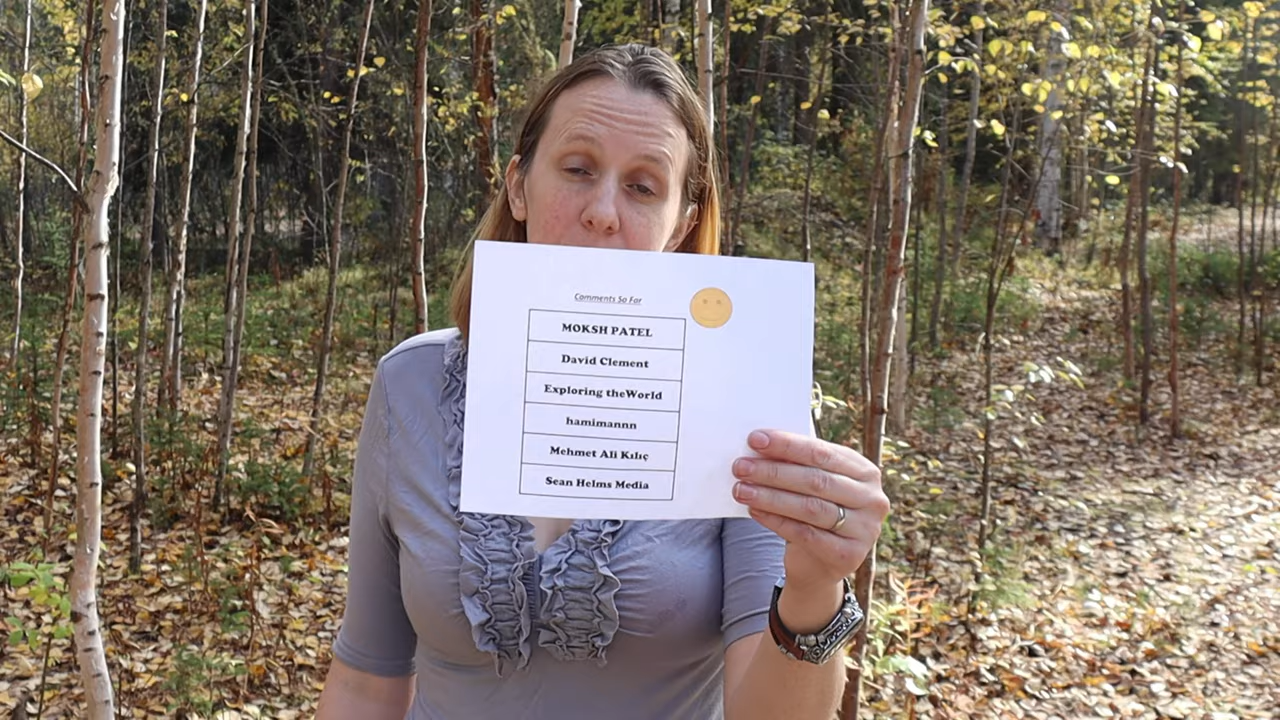 Comments So Far
MOKSH PATEL
David Clement
Exploring theWorld
hamimannn
Mehmet Ali Kılıç
Sean Helms Media